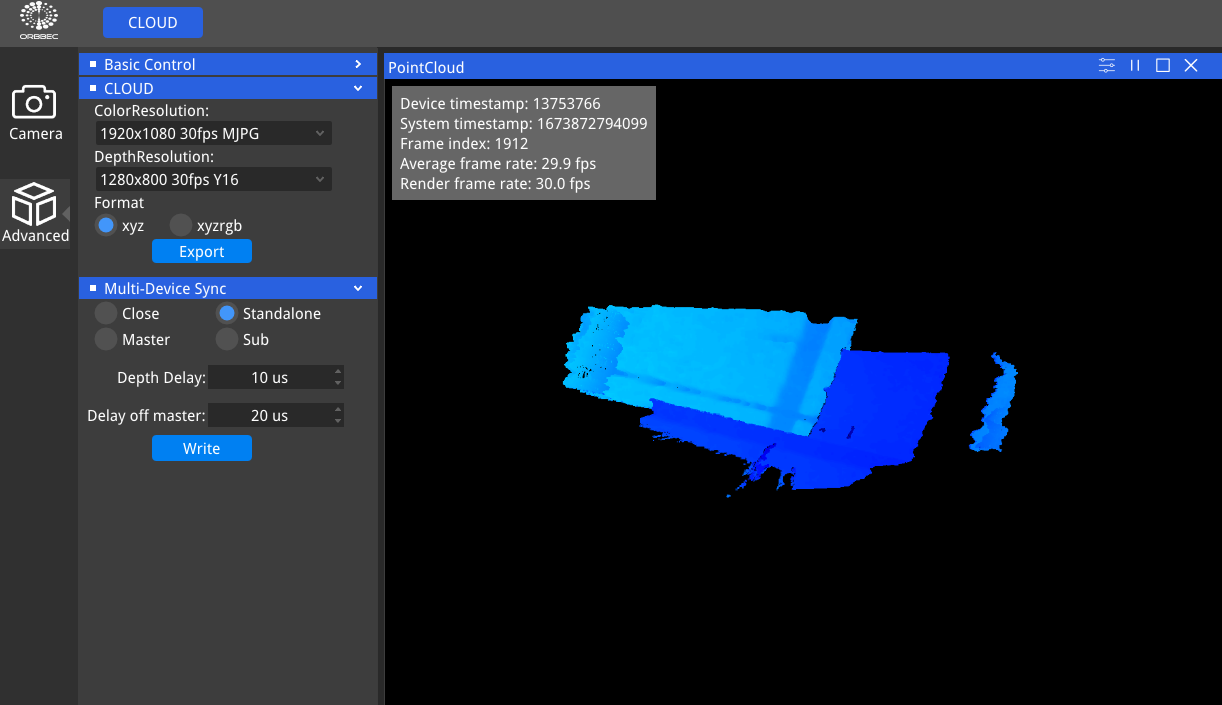 ORBBEC
CLOUD
Camera
Advanced
Basic Control
CLOUD
ColorResolution:
1920x1080 30fps MJPG
DepthResolution:
1280x800 30fps Y16
Format
xyz xyzrgb
Export
Multi-Device Sync
Close Standalone
Master Sub
Depth Delay: 10 us
Delay off master: 20 us
Write
PointCloud
Device timestamp: 13753766
System timestamp: 1673872794099
Frame index: 1912
Average frame rate: 29.9 fps
Render frame rate: 30.0 fps